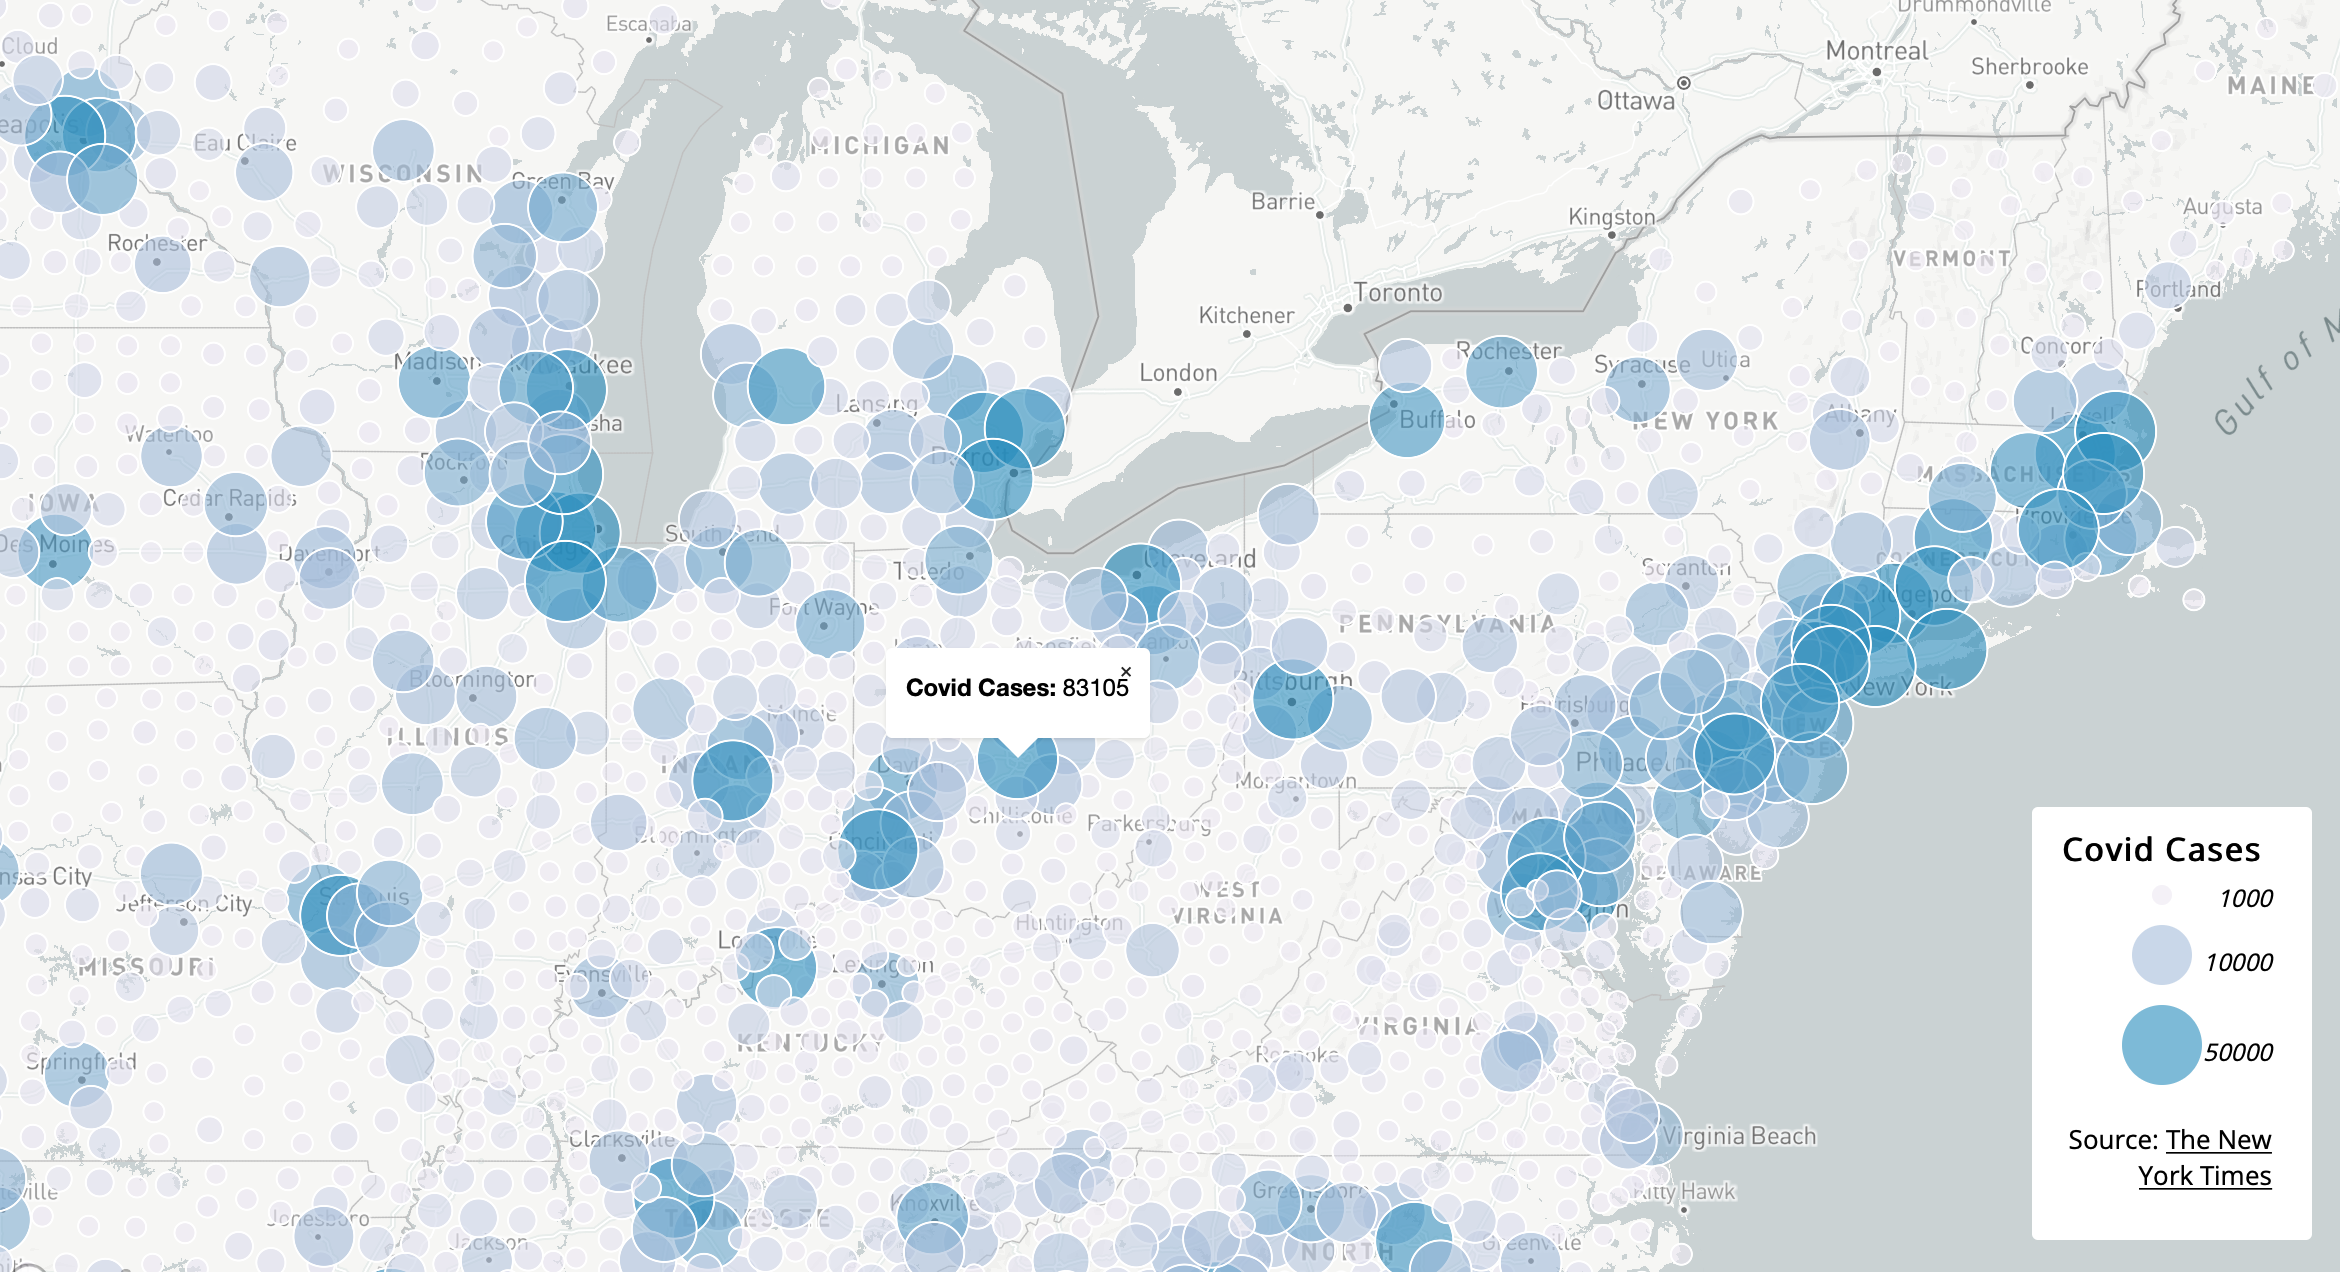 Escanaba
Drummondville
Cloud
Montreal
Sherbrooke
MAINE
Ottawa
Eau Claire
MICHIGAN
WISCONSIN
Green Bay
Barrie
Kingston
Augusta
Rochester
VERMONT
Toronto
Portland
Kitchener
Gulf of M
Rochester
Syracuse
Utica
Concord
Madison
Milwaukee
London
Lansing
Buffalo
NEW YORK
Albany
Lowell
Waterloo
Rockford
Detroit
MASSACHUSETTS
IOWA
Cedar Rapids
Providence
Des Moines
Davenport
Chicago
South Bend
Toledo
Cleveland
CONNECTICUT
Scranton
Bridgeport
Fort Wayne
PENNSYLVANIA
Mansfield
Canton
Covid Cases: 83105
×
Bloomington
Pittsburgh
Harrisburg
New York
Muncie
ILLINOIS
NEW
INDIANA
Dayton
Philadelphia
Morgantown
Chillicothe
Parkersburg
MARYLAND
Bloomington
Cincinnati
DELAWARE
Kansas City
St Louis
Jefferson City
WEST
VIRGINIA
Huntington
Louisville
Lexington
MISSOURI
Evansville
VIRGINIA
KENTUCKY
Springfield
Roanoke
Clarksville
Virginia Beach
Kitty Hawk
Knoxville
Greensboro
Jonesboro
TENNESSEE
Jackson
NORTH
Greenville
Covid Cases
1000
10000
50000
Source: The New
York Times